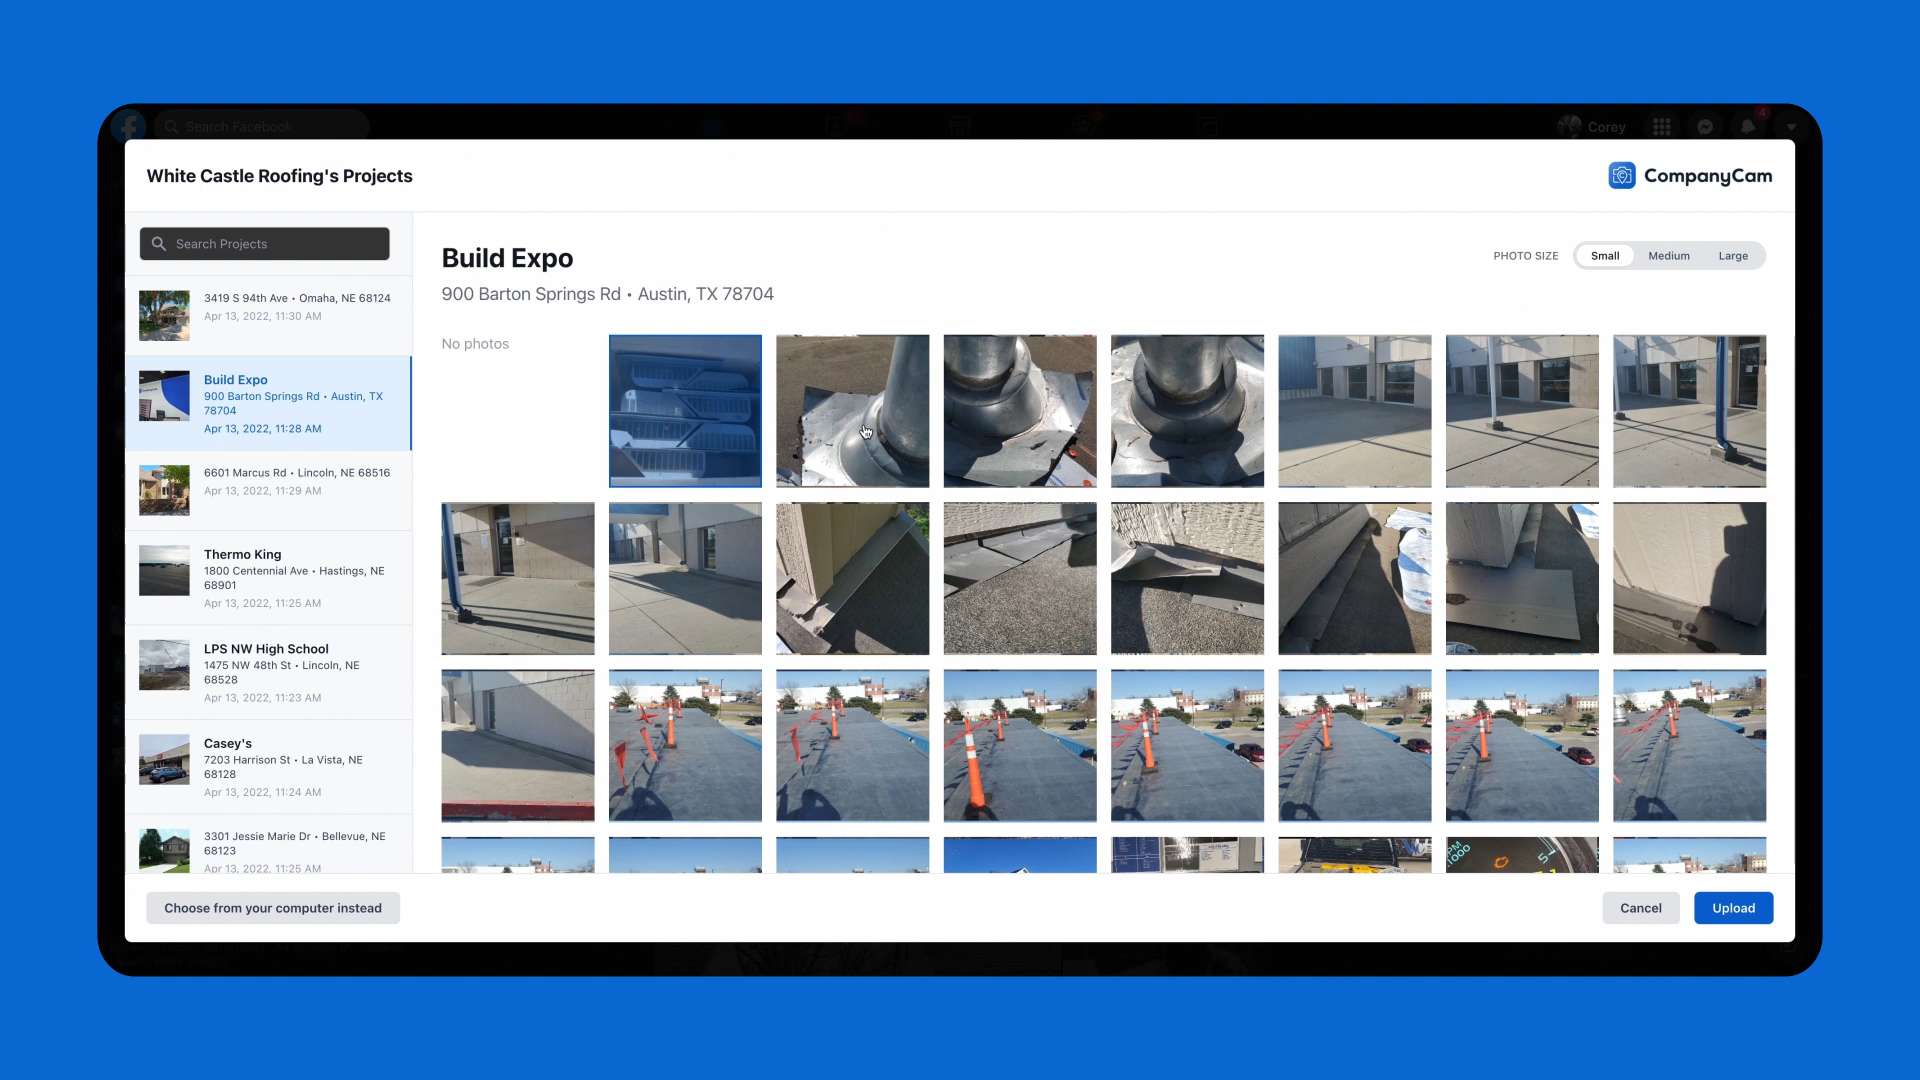 Search Facebook
Corey
4
White Castle Roofing's Projects
CompanyCam
Search Projects
3419 S 94th Ave • Omaha, NE 68124
Apr 13, 2022, 11:30 AM
Build Expo
900 Barton Springs Rd • Austin, TX
78704
Apr 13, 2022, 11:28 AM
6601 Marcus Rd • Lincoln, NE 68516
Apr 13, 2022, 11:29 AM
Thermo King
1800 Centennial Ave • Hastings, NE
68901
Apr 13, 2022, 11:25 AM
LPS NW High School
1475 NW 48th St • Lincoln, NE
68528
Apr 13, 2022, 11:23 AM
Casey's
7203 Harrison St • La Vista, NE
68128
Apr 13, 2022, 11:24 AM
3301 Jessie Marie Dr • Bellevue, NE
68123
Apr 13, 2022, 11:25 AM
Build Expo
900 Barton Springs Rd • Austin, TX 78704
PHOTO SIZE
Small
Medium
Large
No photos
Choose from your computer instead
Cancel
Upload